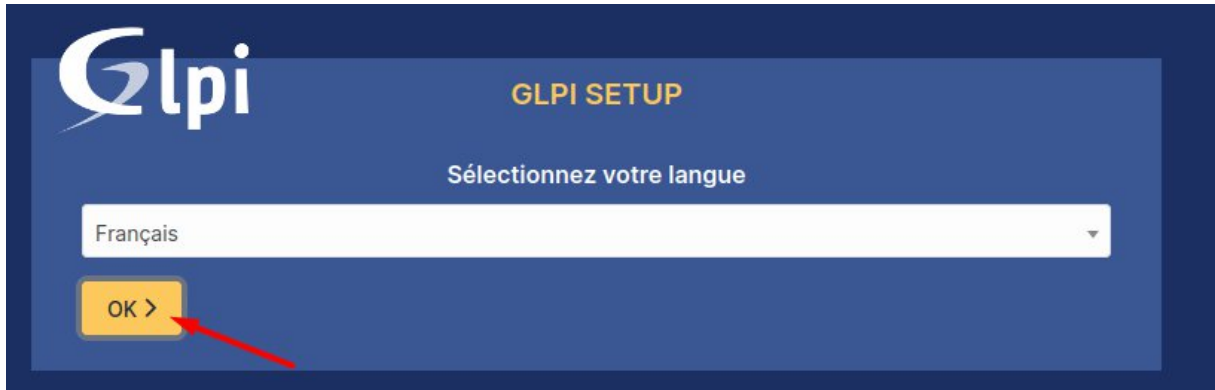 Glpi
GLPI SETUP
Sélectionnez votre langue
Français
OK >